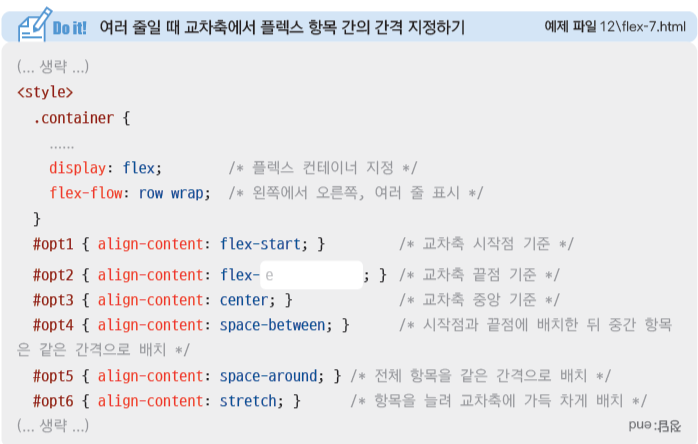 Do it! 여러 줄일 때 교차축에서 플렉스 항목 간의 간격 지정하기 예제 파일 12\flex-7.html
(... 생략 ...)
<style>
.container {
......
display: flex; /* 플렉스 컨테이너 지정 */
flex-flow: row wrap; /* 왼쪽에서 오른쪽, 여러 줄 표시 */
}
#opt1 { align-content: flex-start; } /* 교차축 시작점 기준 */
#opt2 { align-content: flex-e ; } /* 교차축 끝점 기준 */
#opt3 { align-content: center; } /* 교차축 중앙 기준 */
#opt4 { align-content: space-between; } /* 시작점과 끝점에 배치한 뒤 중간 항목
은 같은 간격으로 배치 */
#opt5 { align-content: space-around; } /* 전체 항목을 같은 간격으로 배치 */
#opt6 { align-content: stretch; } /* 항목을 늘려 교차축에 가득 차게 배치 */
(... 생략 ...) 정답: end